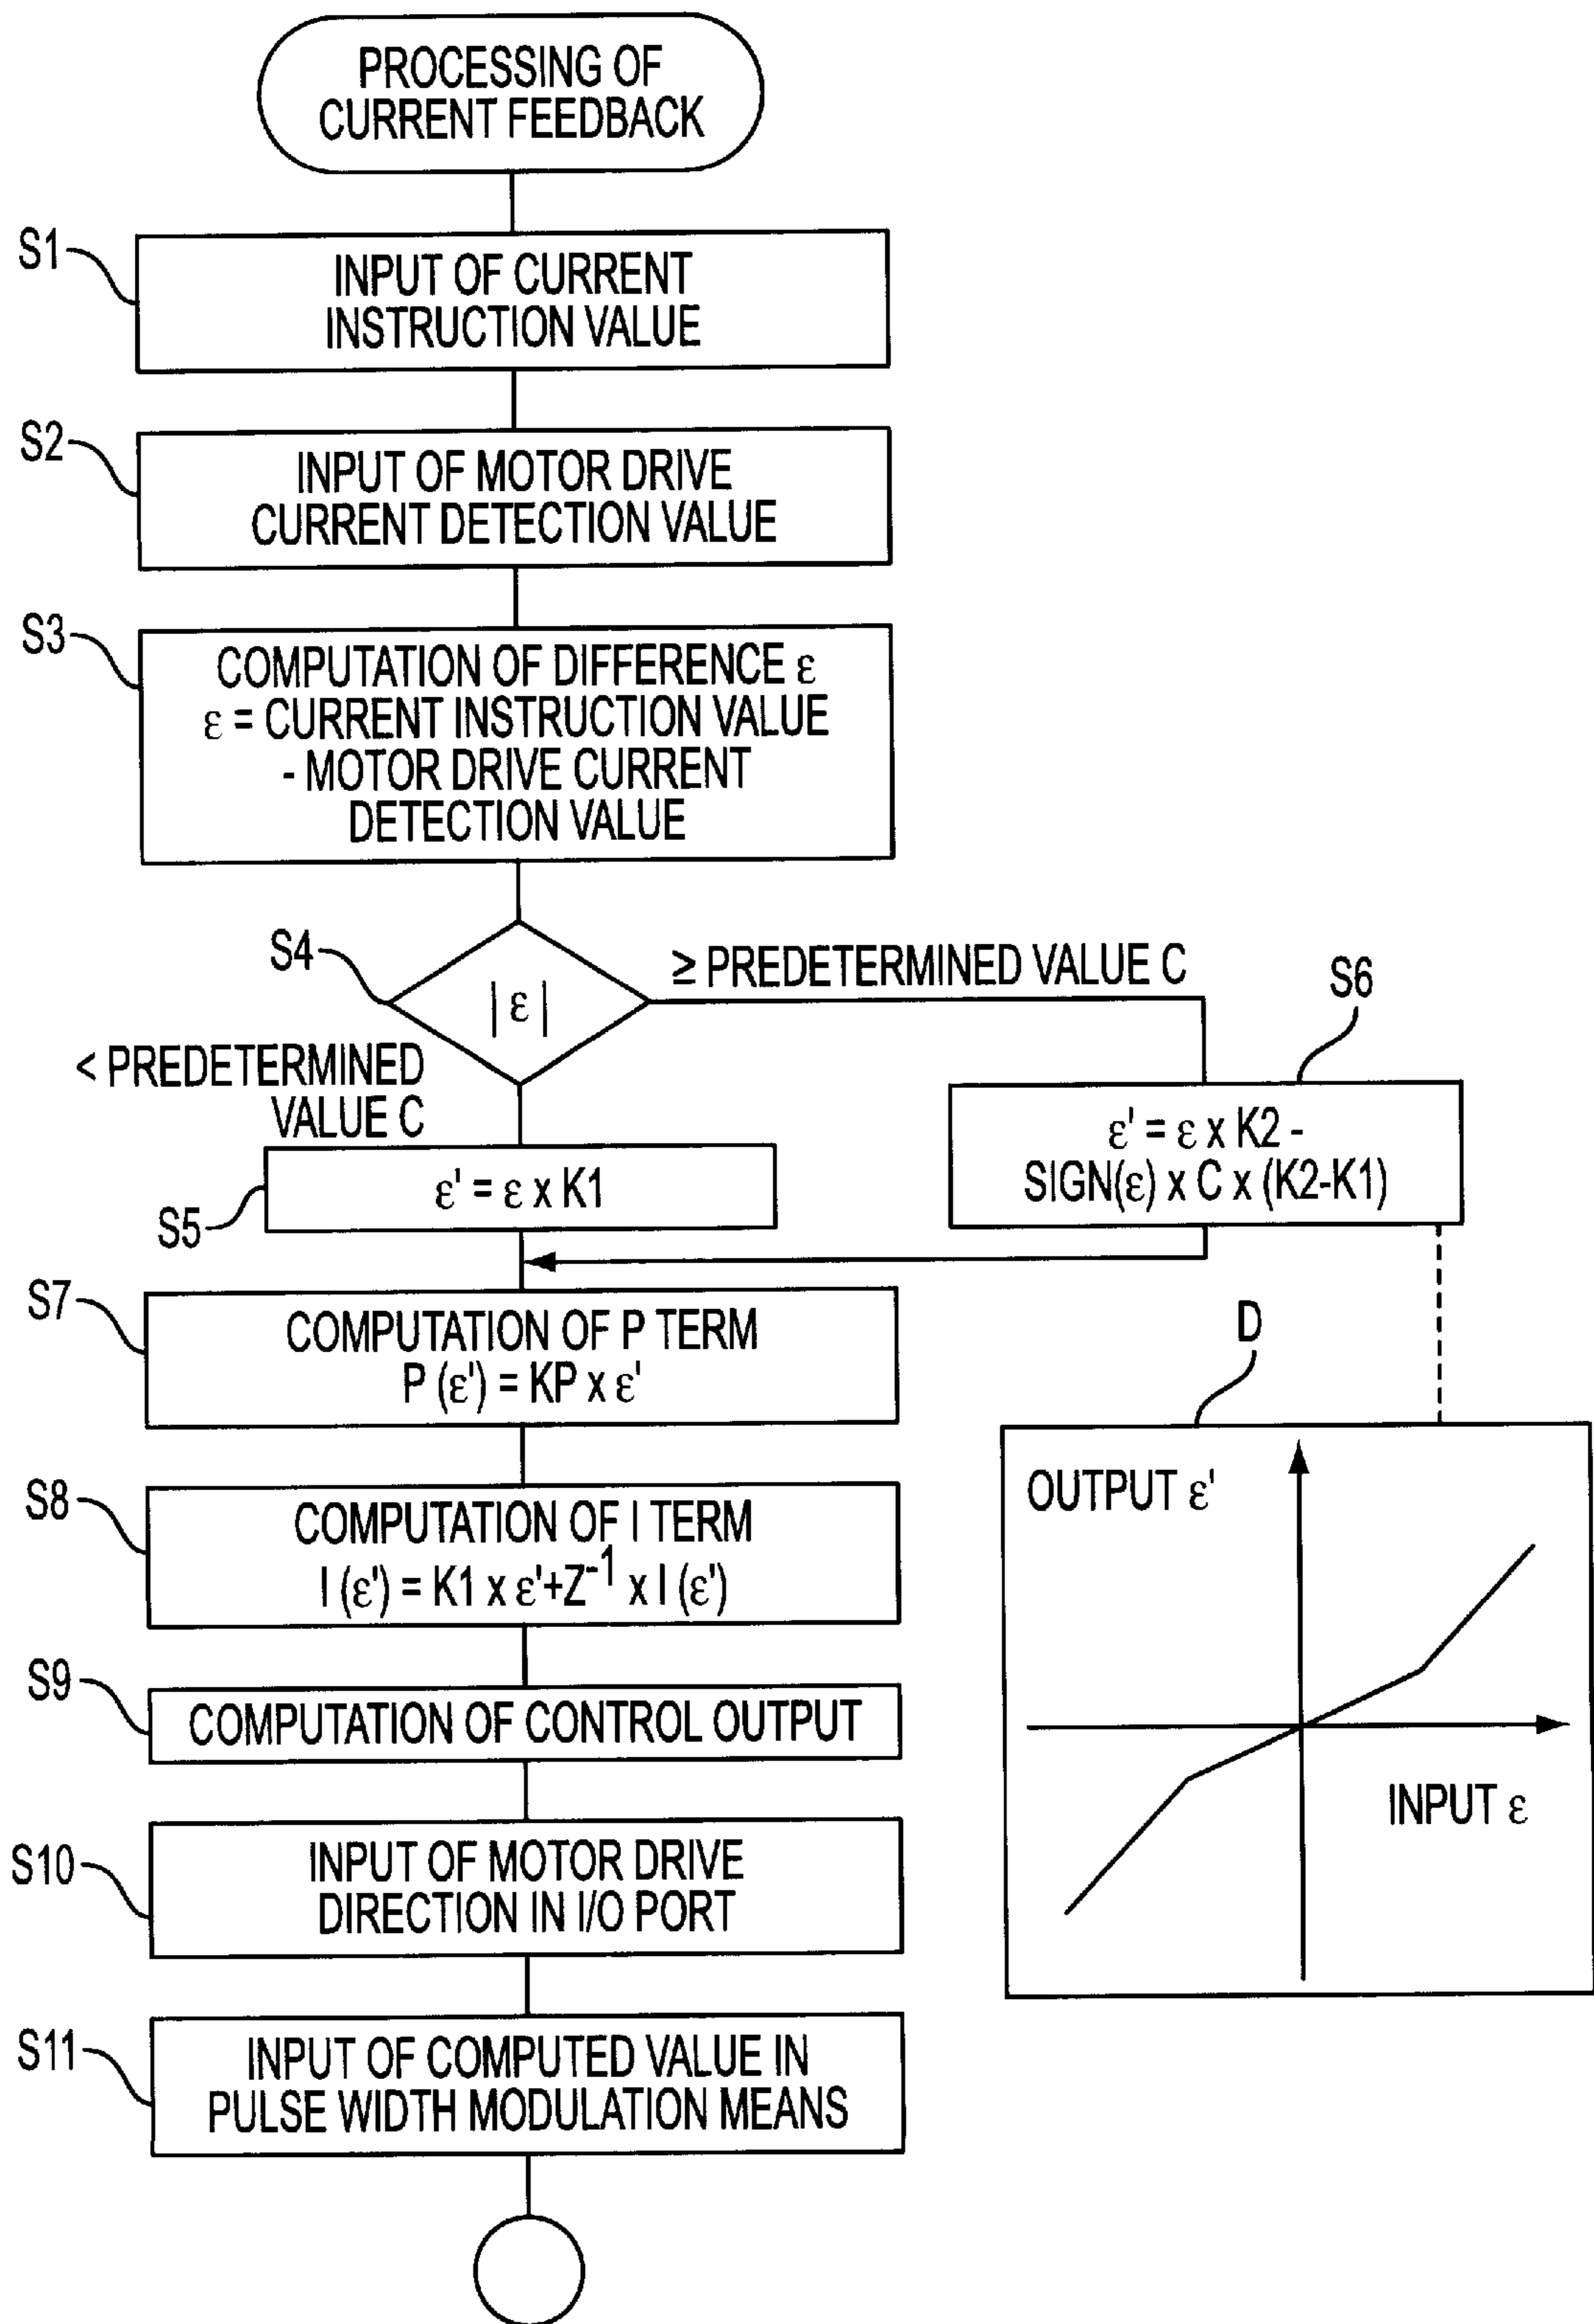 PROCESSING OF
CURRENT FEEDBACK
S1
INPUT OF CURRENT
INSTRUCTION VALUE
S2
INPUT OF MOTOR DRIVE
CURRENT DETECTION VALUE
S3
COMPUTATION OF DIFFERENCE ε
ε = CURRENT INSTRUCTION VALUE
- MOTOR DRIVE CURRENT
DETECTION VALUE
S4
| ε |
≥ PREDETERMINED VALUE C
< PREDETERMINED
VALUE C
S6
ε' = ε x K2 -
SIGN(ε) x C x (K2-K1)
S5
ε' = ε x K1
S7
COMPUTATION OF P TERM
P (ε') = KP x ε'
S8
COMPUTATION OF I TERM
I (ε') = K1 x ε'+Z⁻¹ x I (ε')
D
OUTPUT ε'
INPUT ε
S9
COMPUTATION OF CONTROL OUTPUT
S10
INPUT OF MOTOR DRIVE
DIRECTION IN I/O PORT
S11
INPUT OF COMPUTED VALUE IN
PULSE WIDTH MODULATION MEANS